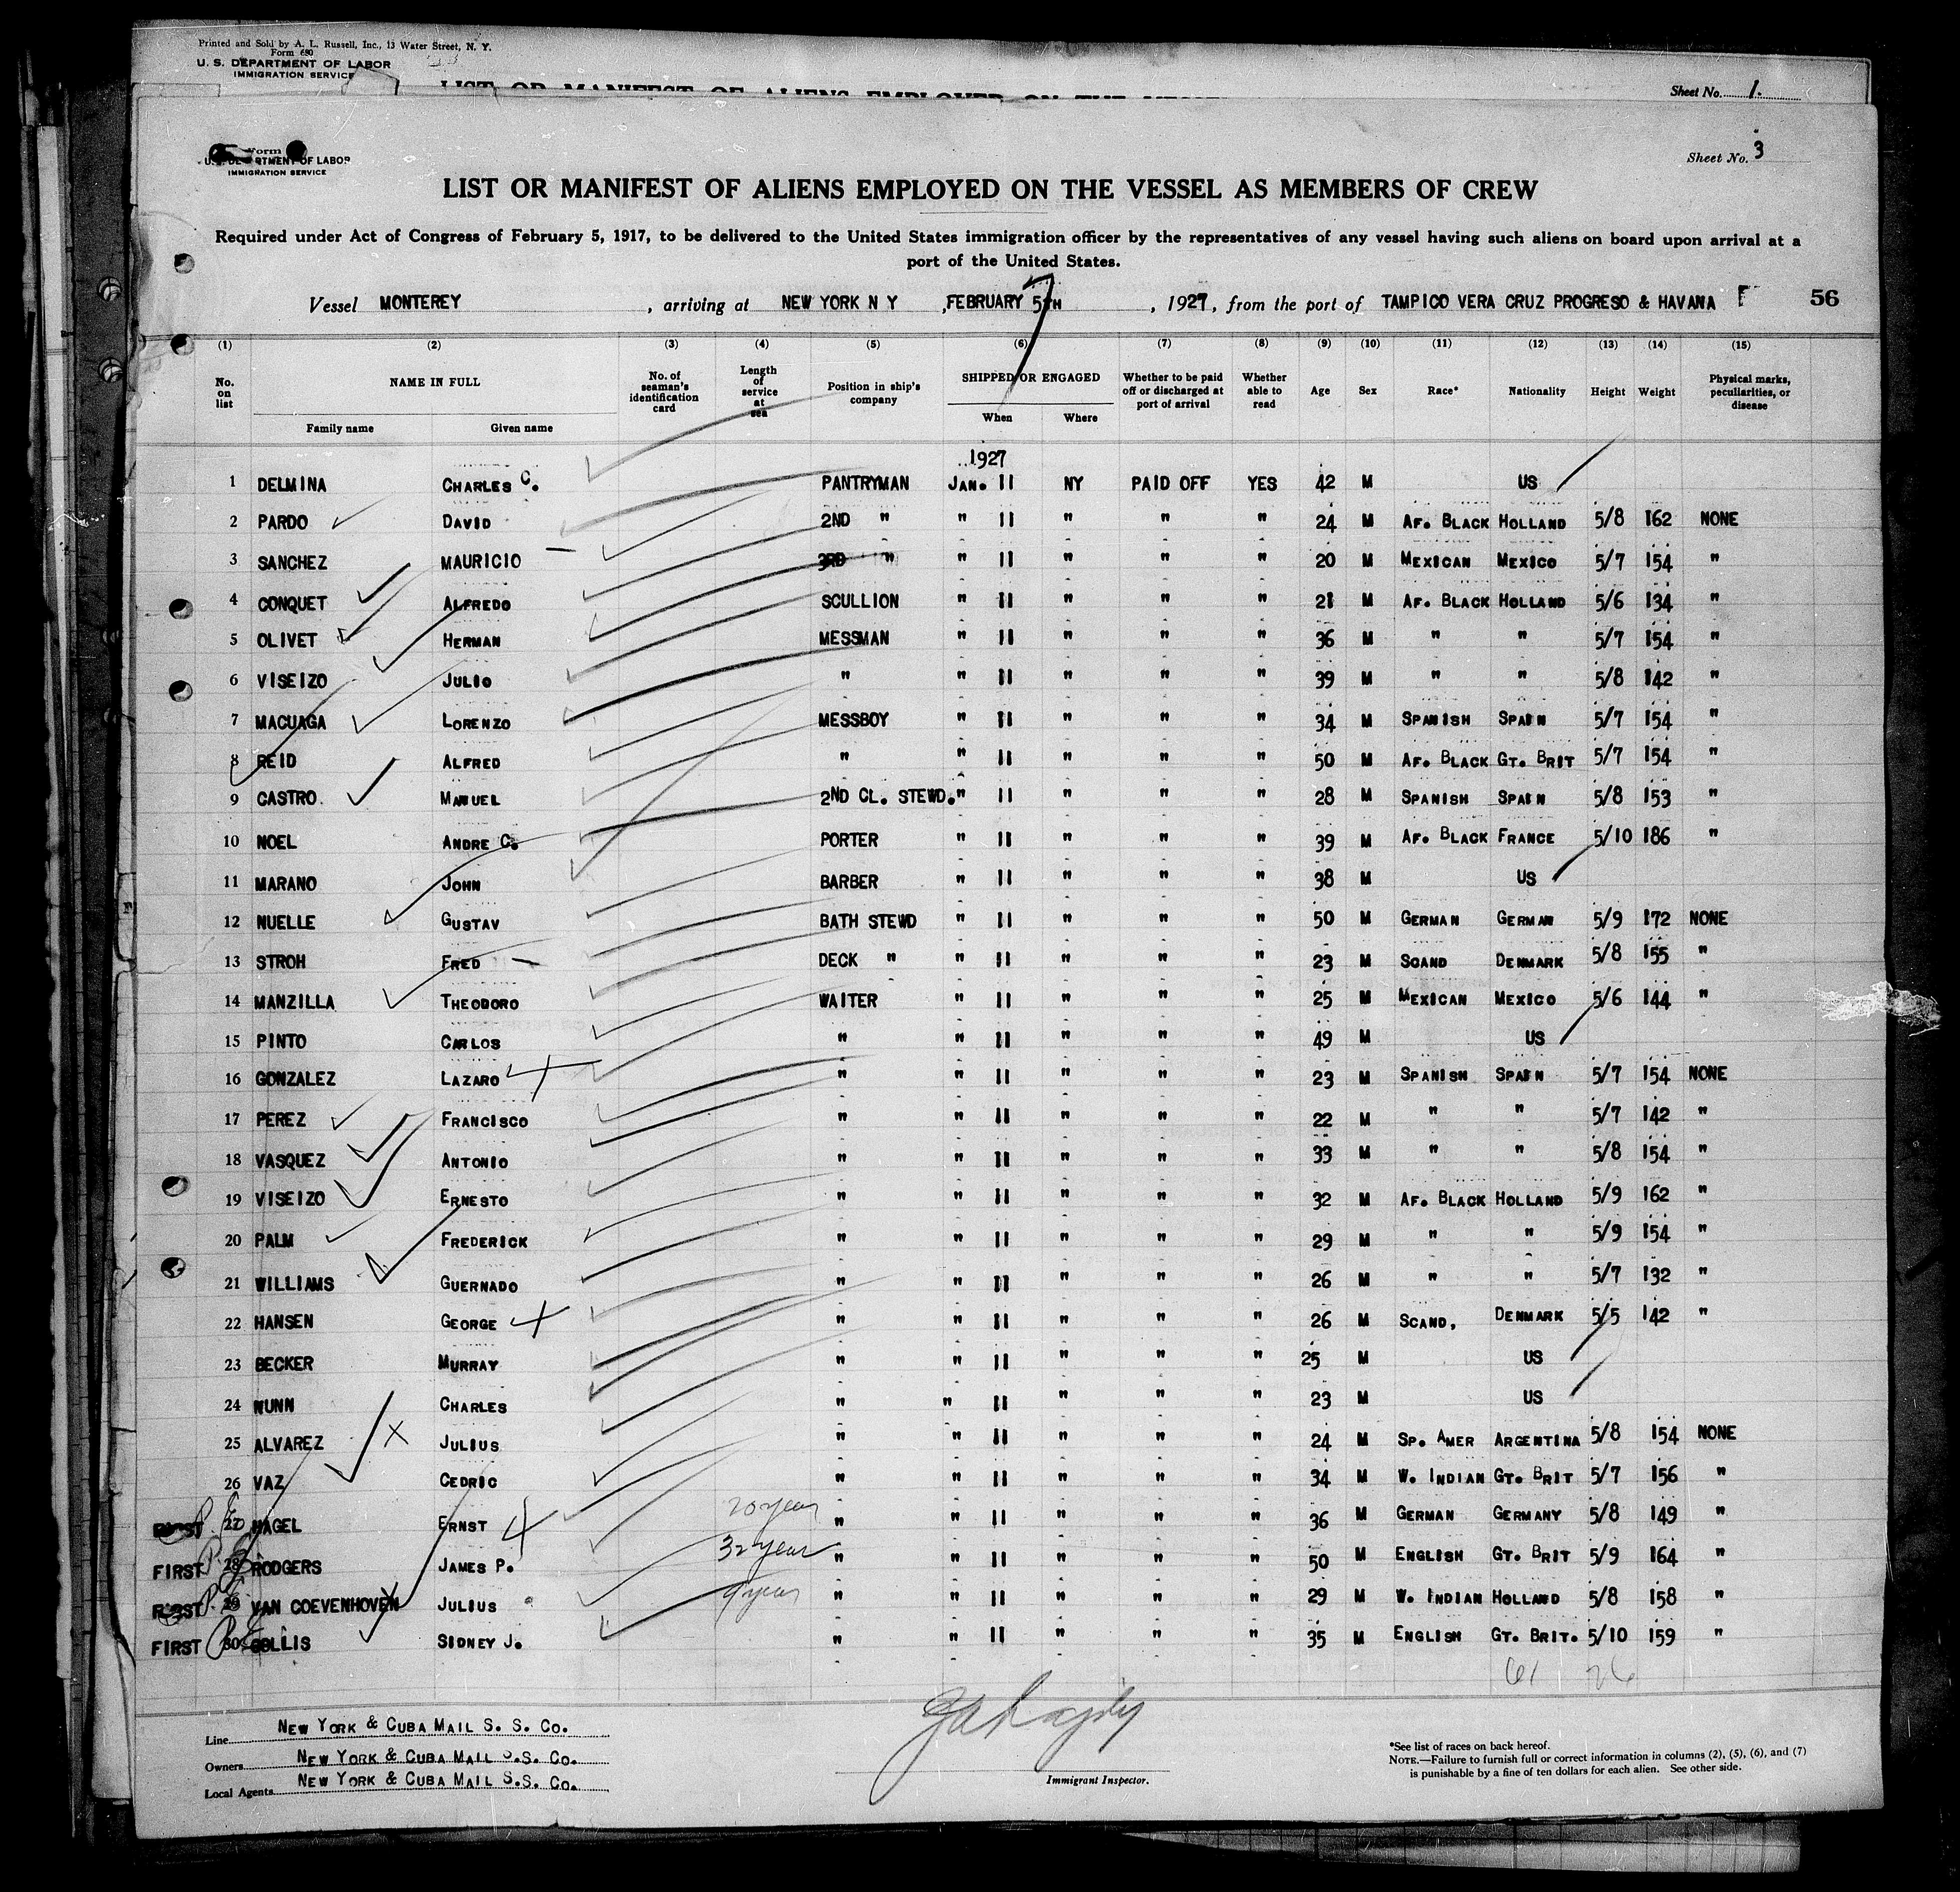 Printed and Sold by A. L. Russell, Inc., 13 Water Street, N. Y.
Form 680
U. S. DEPARTMENT OF LABOR
IMMIGRATION SERVICE
LIST OR MANIFEST OF ALIENS EMPLOYED ON THE VESSEL
Sheet No. 1.
Form
U. S. DEPARTMENT OF LABOR
IMMIGRATION SERVICE
Sheet No. 3
LIST OR MANIFEST OF ALIENS EMPLOYED ON THE VESSEL AS MEMBERS OF CREW
Required under Act of Congress of February 5, 1917, to be delivered to the United States immigration officer by the representatives of any vessel having such aliens on board upon arrival at a
port of the United States.
Vessel MONTEREY, arriving at NEW YORK N Y, FEBRUARY 5TH 7, 1927, from the port of TAMPICO VERA CRUZ PROGRESO & HAVANA 56
(1) (2) (3) (4) (5) (6) (7) (8) (9) (10) (11) (12) (13) (14) (15)
No. on list NAME IN FULL Family name Given name No. of seaman's identification card Length of service at sea Position in ship's company SHIPPED OR ENGAGED When Where Whether to be paid off or discharged at port of arrival Whether able to read Age Sex Race* Nationality Height Weight Physical marks, peculiarities, or disease
1927
1 DELMINA CHARLES C. PANTRYMAN JAN. 11 NY PAID OFF YES 42 M US
2 PARDO DAVID 2ND " " 11 " " " 24 M AF. BLACK HOLLAND 5/8 162 NONE
3 SANCHEZ MAURICIO 3RD " " 11 " " " 20 M MEXICAN MEXICO 5/7 154 "
4 CONQUET ALFREDO SCULLION " 11 " " " 21 M AF. BLACK HOLLAND 5/6 134 "
5 OLIVET HERMAN MESSMAN " 11 " " " 36 M " " 5/7 154 "
6 VISEIZO JULIO " " 11 " " " 39 M " " 5/8 142 "
7 MACUAGA LORENZO MESSBOY " 11 " " " 34 M SPANISH SPAIN 5/7 154 "
8 REID ALFRED " " 11 " " " 50 M AF. BLACK GT. BRIT 5/7 154 "
9 CASTRO. MANUEL 2ND CL. STEWD. " 11 " " " 28 M SPANISH SPAIN 5/8 153 "
10 NOEL ANDRE C. PORTER " 11 " " " 39 M AF. BLACK FRANCE 5/10 186 "
11 MARANO JOHN BARBER " 11 " " " 38 M US
12 NUELLE GUSTAV BATH STEWD " 11 " " " 50 M GERMAN GERMAN 5/9 172 NONE
13 STROH FRED DECK " " 11 " " " 23 M SCAND DENMARK 5/8 155 "
14 MANZILLA THEODORO WAITER " 11 " " " 25 M MEXICAN MEXICO 5/6 144 "
15 PINTO CARLOS " " 11 " " " 49 M US
16 GONZALEZ LAZARO " " 11 " " " 23 M SPANISH SPAIN 5/7 154 NONE
17 PEREZ FRANCISCO " " 11 " " " 22 M " " 5/7 142 "
18 VASQUEZ ANTONIO " " 11 " " " 33 M " " 5/8 154 "
19 VISEIZO ERNESTO " " 11 " " " 32 M AF. BLACK HOLLAND 5/9 162 "
20 PALM FREDERICK " " 11 " " " 29 M " " 5/9 154 "
21 WILLIAMS GUERNADO " " 11 " " " 26 M " " 5/7 132 "
22 HANSEN GEORGE " " 11 " " " 26 M SCAND, DENMARK 5/5 142 "
23 BECKER MURRAY " " 11 " " " 25 M US
24 NUNN CHARLES " " 11 " " " 23 M US
25 ALVAREZ JULIUS " " 11 " " " 24 M SP. AMER ARGENTINA 5/8 154 NONE
26 VAZ CEDRIC " " 11 " " " 34 M W. INDIAN GT. BRIT 5/7 156 "
FIRST 27 HAGEL ERNST 20 year " " 11 " " " 36 M GERMAN GERMANY 5/8 149 "
FIRST 28 RODGERS JAMES P. 32 year " " 11 " " " 50 M ENGLISH GT. BRIT 5/9 164 "
FIRST 29 VAN COEVENHOVEN JULIUS 9 year " " 11 " " " 29 M W. INDIAN HOLLAND 5/8 158 "
FIRST 30 GOLLIS SIDNEY J. " " 11 " " " 35 M ENGLISH GT. BRIT. 5/10 159 "
61 26
Line NEW YORK & CUBA MAIL S. S. CO.
Owners NEW YORK & CUBA MAIL S.S. CO.
Local Agents NEW YORK & CUBA MAIL S.S. CO.
Immigrant Inspector.
*See list of races on back hereof.
NOTE.—Failure to furnish full or correct information in columns (2), (5), (6), and (7)
is punishable by a fine of ten dollars for each alien. See other side.